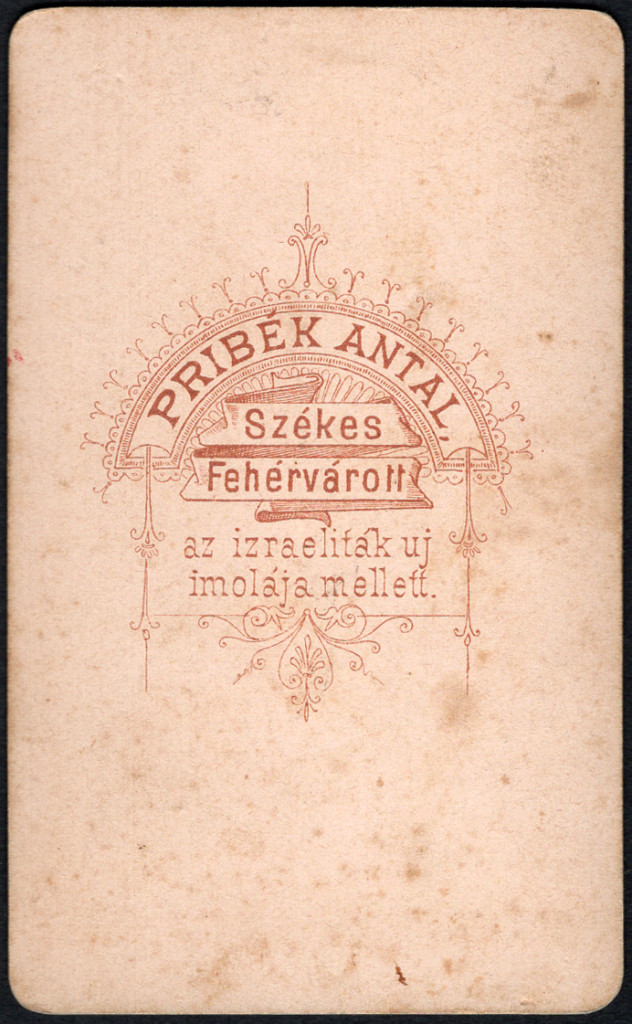 PRIBÉK ANTAL,
Székes
Fehérvárott
az izraeliták uj
imolája mellett.